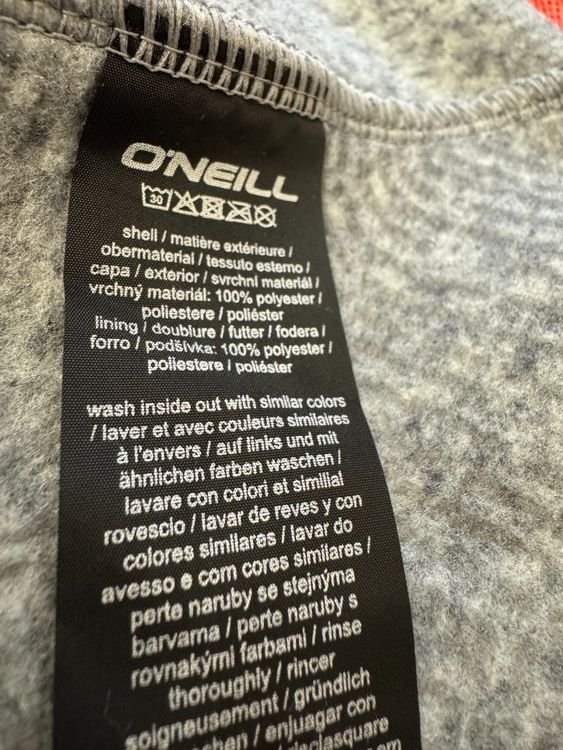 O'NEILL
30
shell / matière extérieure /
obermaterial / tessuto esterno /
capa / exterior / svrchní materiál /
vrchný materiál: 100% polyester /
poliestere / poliéster
lining / doublure / futter / fodera /
forro / podšívka: 100% polyester /
poliestere / poliéster
wash inside out with similar colors
/ laver et avec couleurs similaires
à l'envers / auf links und mit
ähnlichen farben waschen /
lavare con colori et similial
rovescio / lavar de reves y con
colores similares / lavar do
avesso e com cores similares /
perte naruby se stejnýma
barvama / perte naruby s
rovnakými farbami / rinse
thoroughly / rincer
soigneusement / gründlich
/ enjuagar con